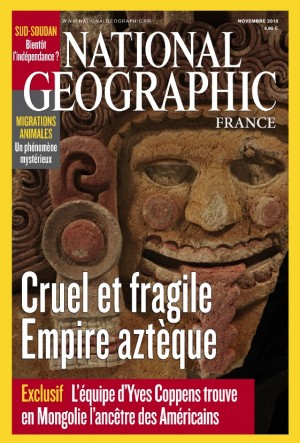 WWW.NATIONALGEOGRAPHIC.FR
NOVEMBRE 2010
SUD-SOUDAN
Bientôt
l'indépendance ?
NATIONAL
GEOGRAPHIC
FRANCE
MIGRATIONS
ANIMALES
Un phénomène
mystérieux
Cruel et fragile
Empire aztèque
Exclusif L'équipe d'Yves Coppens trouve
en Mongolie l'ancêtre des Américains